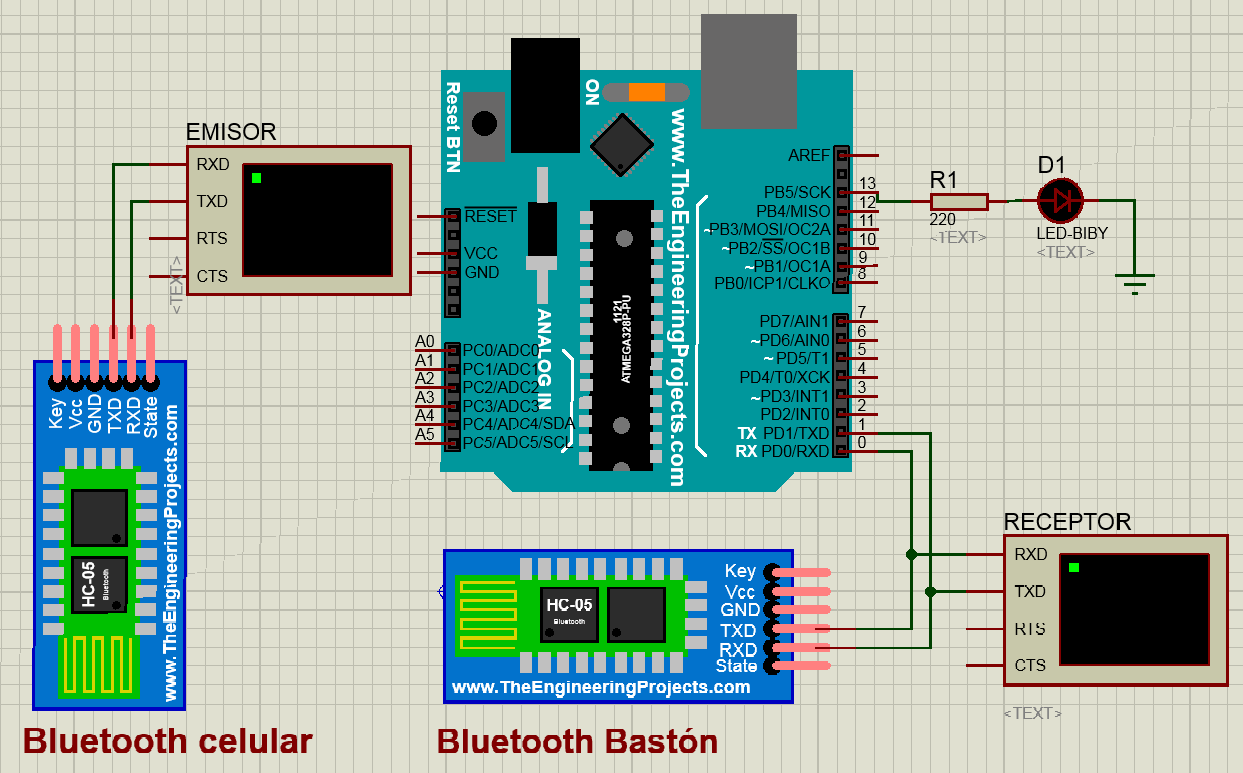 EMISOR
RXD
TXD
RTS
CTS
<TEXT>
Key
Vcc
GND
TXD
RXD
State
HC-05
Bluetooth
www.TheEngineeringProjects.com
Bluetooth celular
Reset BTN
ON
www.TheEngineeringProjects.com
RESET
VCC
GND
ANALOG IN
1121
ATMEGA328P-PU
A0 PC0/ADC0
A1 PC1/ADC1
A2 PC2/ADC2
A3 PC3/ADC3
A4 PC4/ADC4/SDA
A5 PC5/ADC5/SCL
AREF
PB5/SCK 13
PB4/MISO 12
~PB3/MOSI/OC2A 11
~PB2/SS/OC1B 10
~PB1/OC1A 9
PB0/ICP1/CLKO 8
PD7/AIN1 7
~PD6/AIN0 6
~PD5/T1 5
PD4/T0/XCK 4
~PD3/INT1 3
PD2/INT0 2
TX PD1/TXD 1
RX PD0/RXD 0
R1
220
<TEXT>
D1
LED-BIBY
<TEXT>
Key
Vcc
GND
TXD
RXD
State
HC-05
Bluetooth
www.TheEngineeringProjects.com
Bluetooth Bastón
RECEPTOR
RXD
TXD
RTS
CTS
<TEXT>